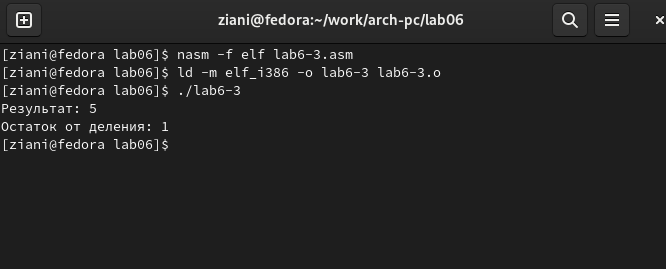 ziani@fedora:~/work/arch-pc/lab06
[ziani@fedora lab06]$ nasm -f elf lab6-3.asm
[ziani@fedora lab06]$ ld -m elf_i386 -o lab6-3 lab6-3.o
[ziani@fedora lab06]$ ./lab6-3
Результат: 5
Остаток от деления: 1
[ziani@fedora lab06]$